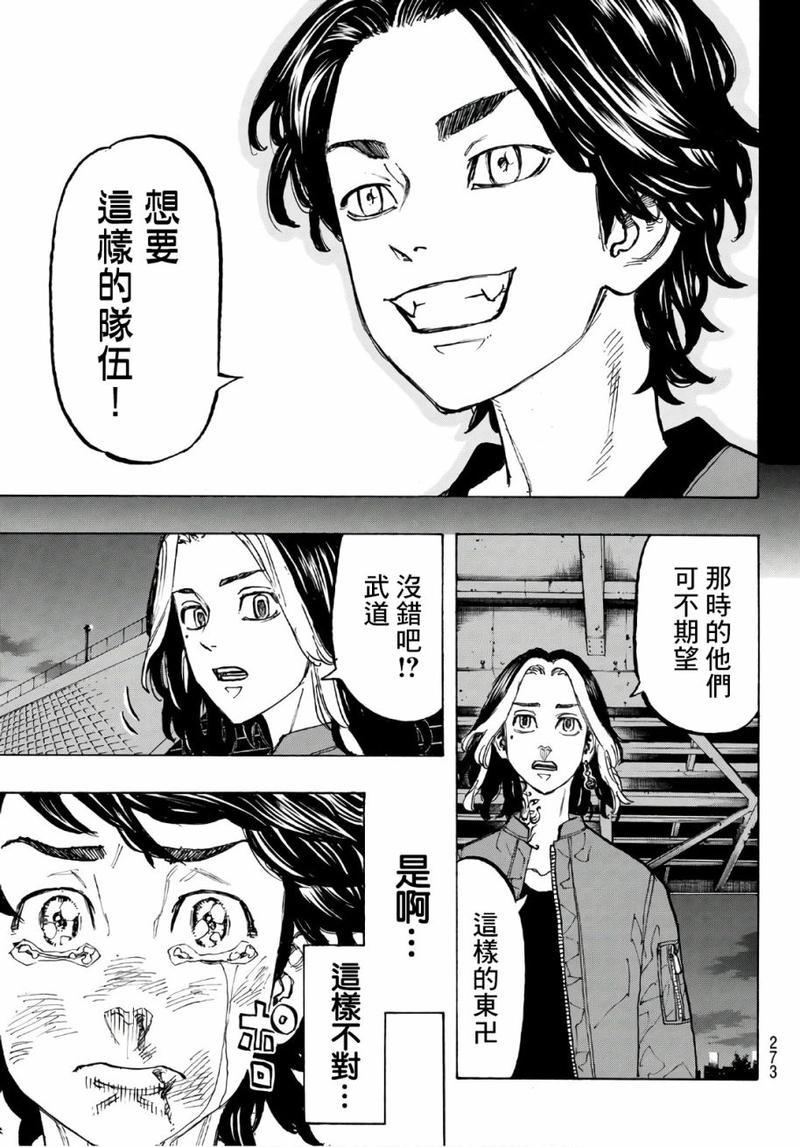 想要
這樣的隊伍！
那時的他們
可不期望
這樣的東卍
沒錯吧!?
武道
是啊…
這樣不對…
ポロ
273